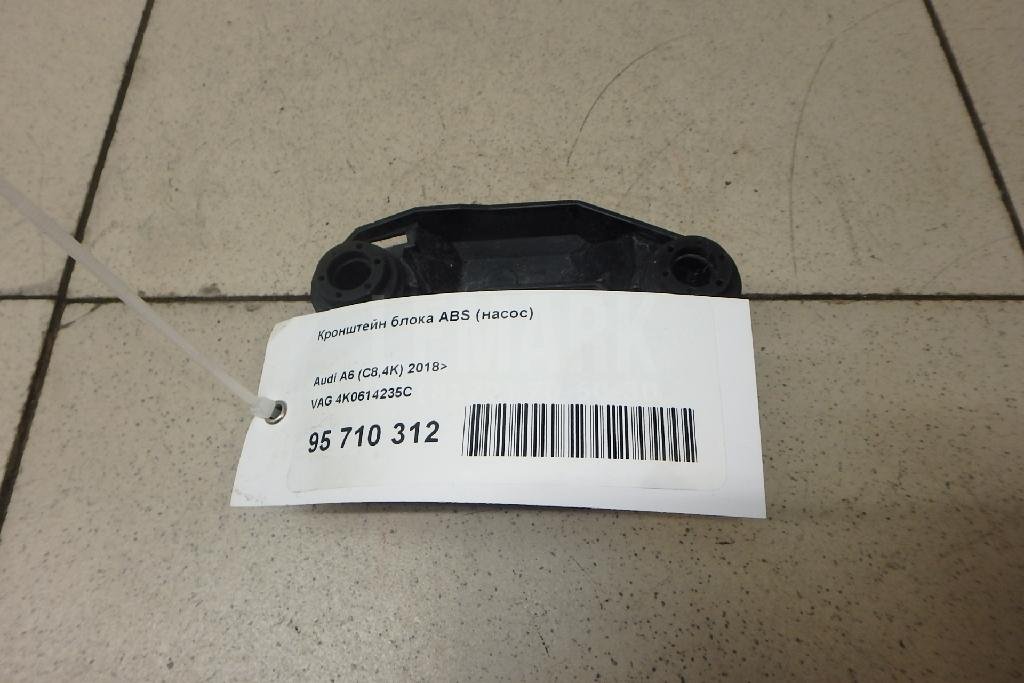 Кронштейн блока ABS (насос)
Audi A6 (C8,4K) 2018>
VAG 4K0614235C
95 710 312